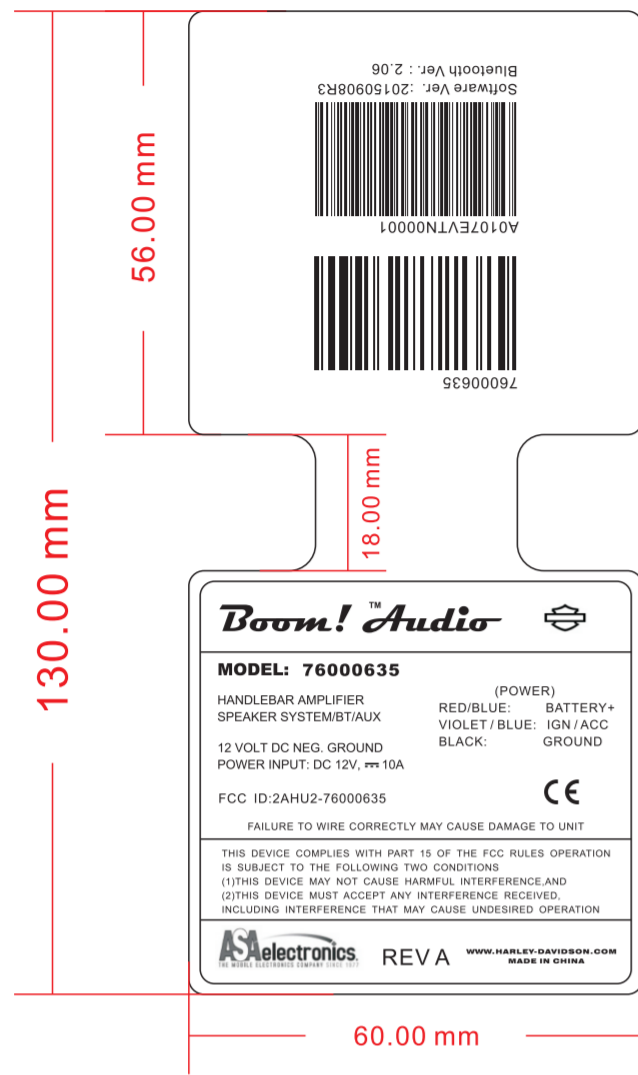 Bluetooth Ver. : 2.06
Software Ver. :20150908R3
A0107EVTN00001
76000635
56.00 mm
18.00 mm
130.00 mm
Boom!™ Audio
MODEL: 76000635
HANDLEBAR AMPLIFIER
SPEAKER SYSTEM/BT/AUX
12 VOLT DC NEG. GROUND
POWER INPUT: DC 12V, ⎓ 10A
FCC ID:2AHU2-76000635
(POWER)
RED/BLUE: BATTERY+
VIOLET / BLUE: IGN / ACC
BLACK: GROUND
CE
FAILURE TO WIRE CORRECTLY MAY CAUSE DAMAGE TO UNIT
THIS DEVICE COMPLIES WITH PART 15 OF THE FCC RULES OPERATION
IS SUBJECT TO THE FOLLOWING TWO CONDITIONS
(1)THIS DEVICE MAY NOT CAUSE HARMFUL INTERFERENCE,AND
(2)THIS DEVICE MUST ACCEPT ANY INTERFERENCE RECEIVED,
INCLUDING INTERFERENCE THAT MAY CAUSE UNDESIRED OPERATION
ASAelectronics.
THE MOBILE ELECTRONICS COMPANY SINCE 1977
REV A
WWW.HARLEY-DAVIDSON.COM
MADE IN CHINA
60.00 mm